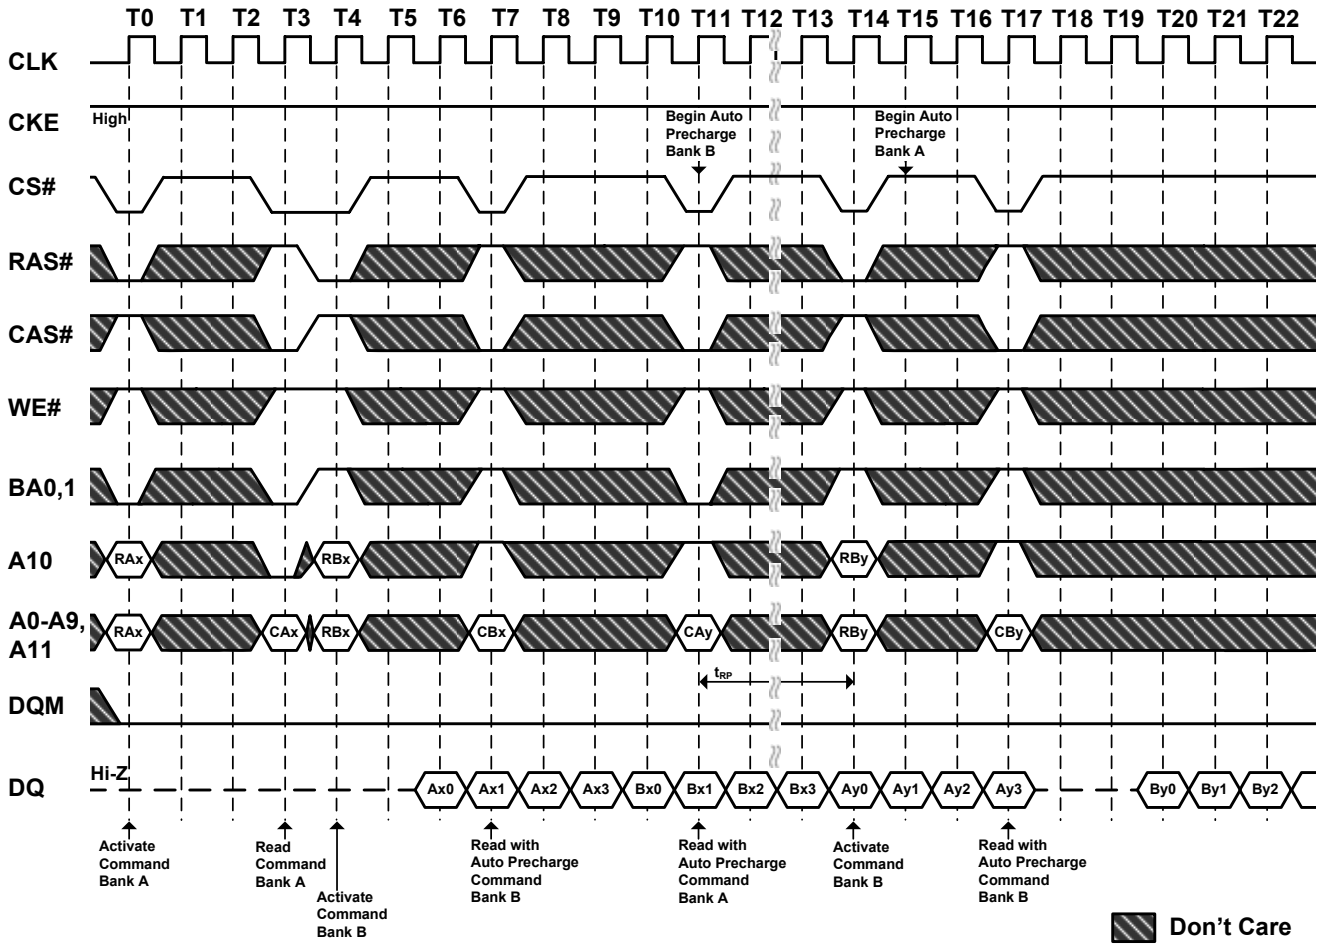 T0 T1 T2 T3 T4 T5 T6 T7 T8 T9 T10 T11 T12 T13 T14 T15 T16 T17 T18 T19 T20 T21 T22
CLK
CKE
High
Begin Auto
Precharge
Bank B
Begin Auto
Precharge
Bank A
CS#
RAS#
CAS#
WE#
BA0,1
A10
RAx RBx RBy
A0-A9,
A11
RAx CAx RBx CBx CAy RBy CBy
tRP
DQM
Hi-Z
DQ
Ax0 Ax1 Ax2 Ax3 Bx0 Bx1 Bx2 Bx3 Ay0 Ay1 Ay2 Ay3 By0 By1 By2
Activate
Command
Bank A
Read
Command
Bank A
Activate
Command
Bank B
Read with
Auto Precharge
Command
Bank B
Read with
Auto Precharge
Command
Bank A
Activate
Command
Bank B
Read with
Auto Precharge
Command
Bank B
Don't Care